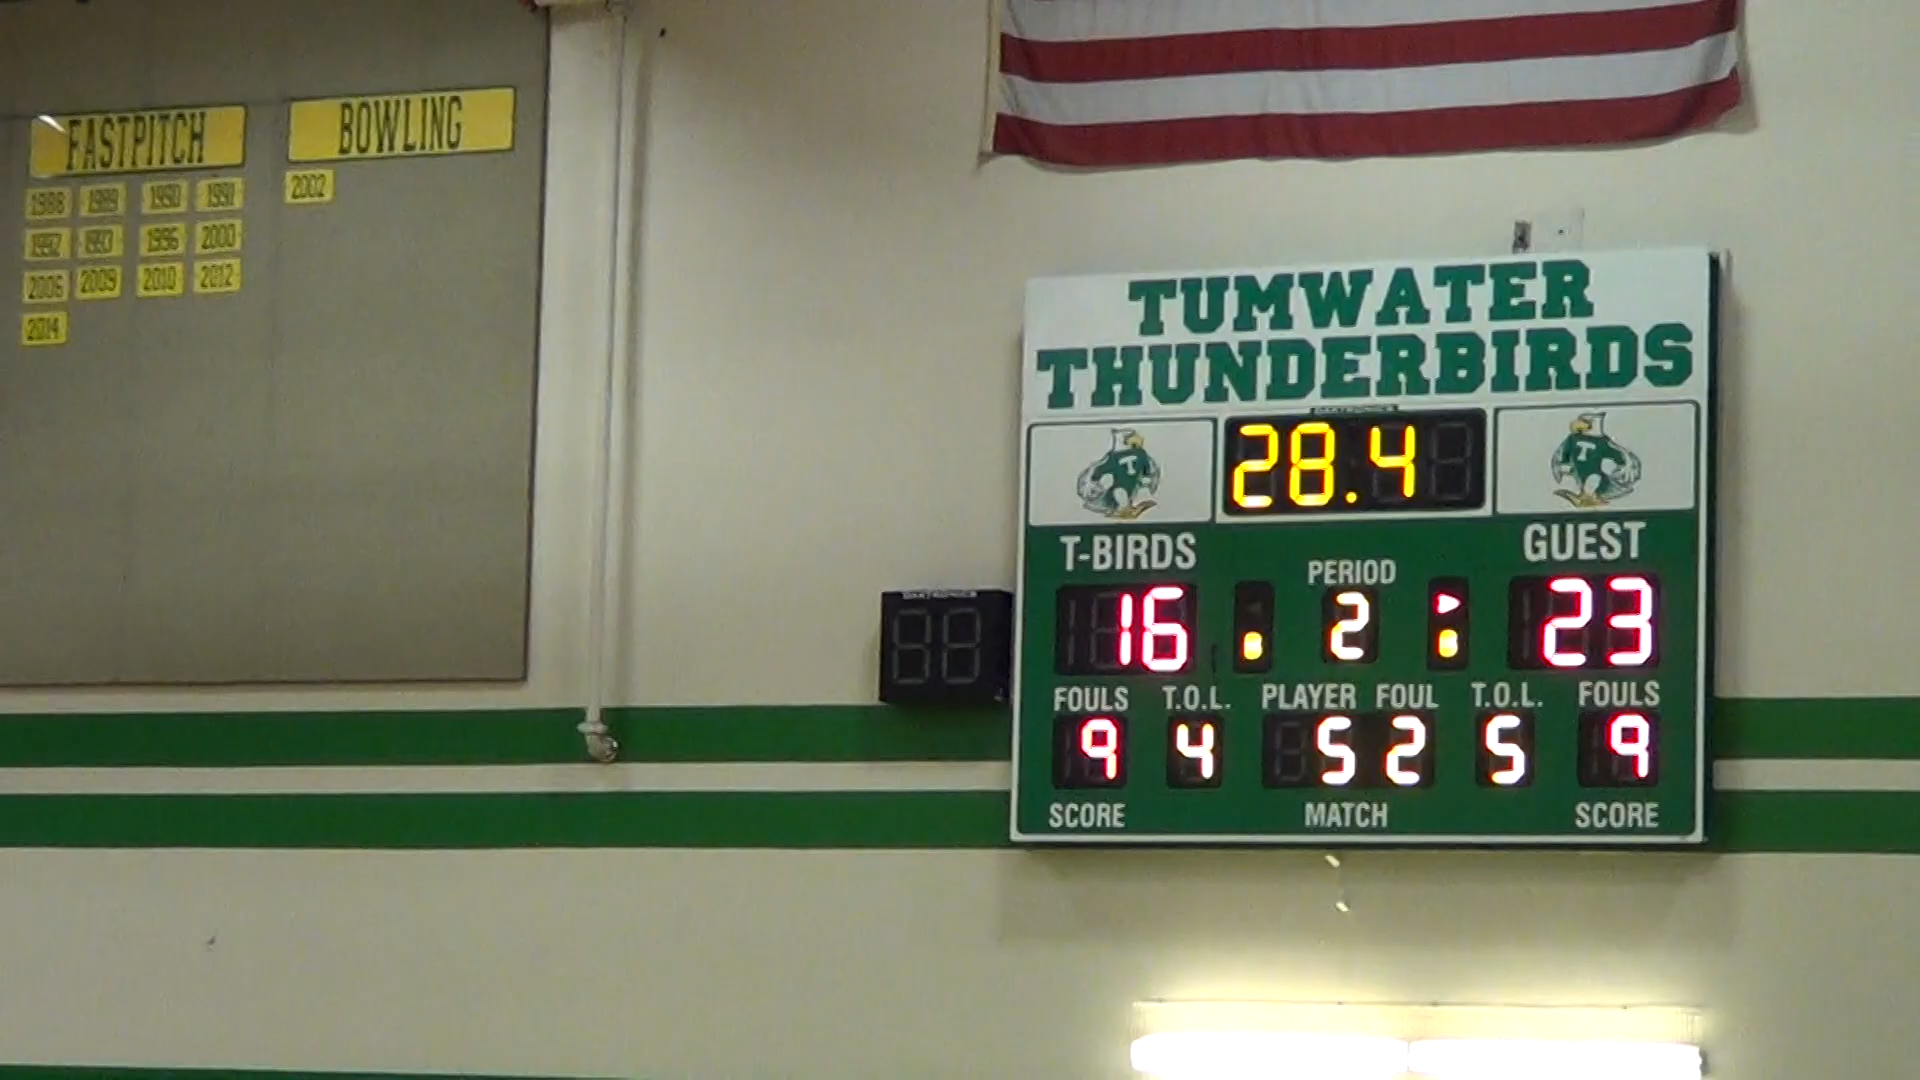 FASTPITCH
1988 1989 1990 1991
1992 1993 1996 2000
2006 2009 2010 2012
2014
BOWLING
2002
TUMWATER
THUNDERBIRDS
DAKTRONICS
T 28.4 T
T-BIRDS GUEST
PERIOD
16 2 23
DAKTRONICS
FOULS T.O.L. PLAYER FOUL T.O.L. FOULS
9 4 5 2 5 9
SCORE MATCH SCORE